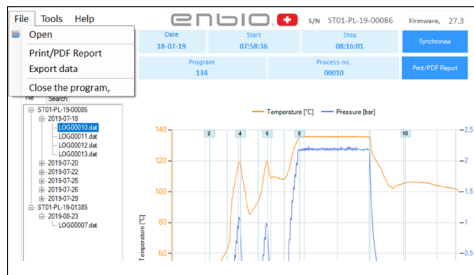 File Tools Help
enbio.
S/N ST01-PL-19-00086 Firmware, 27.3
Open
Print/PDF Report
Export data
Close the program,
Date
18-07-19
Start
07:58:36
Stop
08:16:01
Synchronise
Program
134
Process no.
00010
Print/PDF Report
File Search
ST01-PL-19-00086
2019-07-18
LOG00010.dat
LOG00011.dat
LOG00012.dat
LOG00013.dat
2019-07-20
2019-07-22
2019-07-25
2019-07-26
2019-07-29
ST01-PL-19-01385
2019-08-23
LOG00007.dat
Temperature [°C] Pressure [bar]
2 4 6 8 10
140
120
100
80
60
Temperature [°C]
2.5
2
1.5
1
0.5